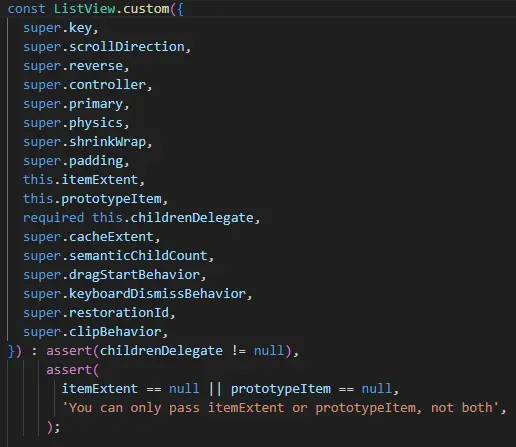 const ListView.custom({
super.key,
super.scrollDirection,
super.reverse,
super.controller,
super.primary,
super.physics,
super.shrinkWrap,
super.padding,
this.itemExtent,
this.prototypeItem,
required this.childrenDelegate,
super.cacheExtent,
super.semanticChildCount,
super.dragStartBehavior,
super.keyboardDismissBehavior,
super.restorationId,
super.clipBehavior,
}) : assert(childrenDelegate != null),
assert(
itemExtent == null || prototypeItem == null,
'You can only pass itemExtent or prototypeItem, not both',
);